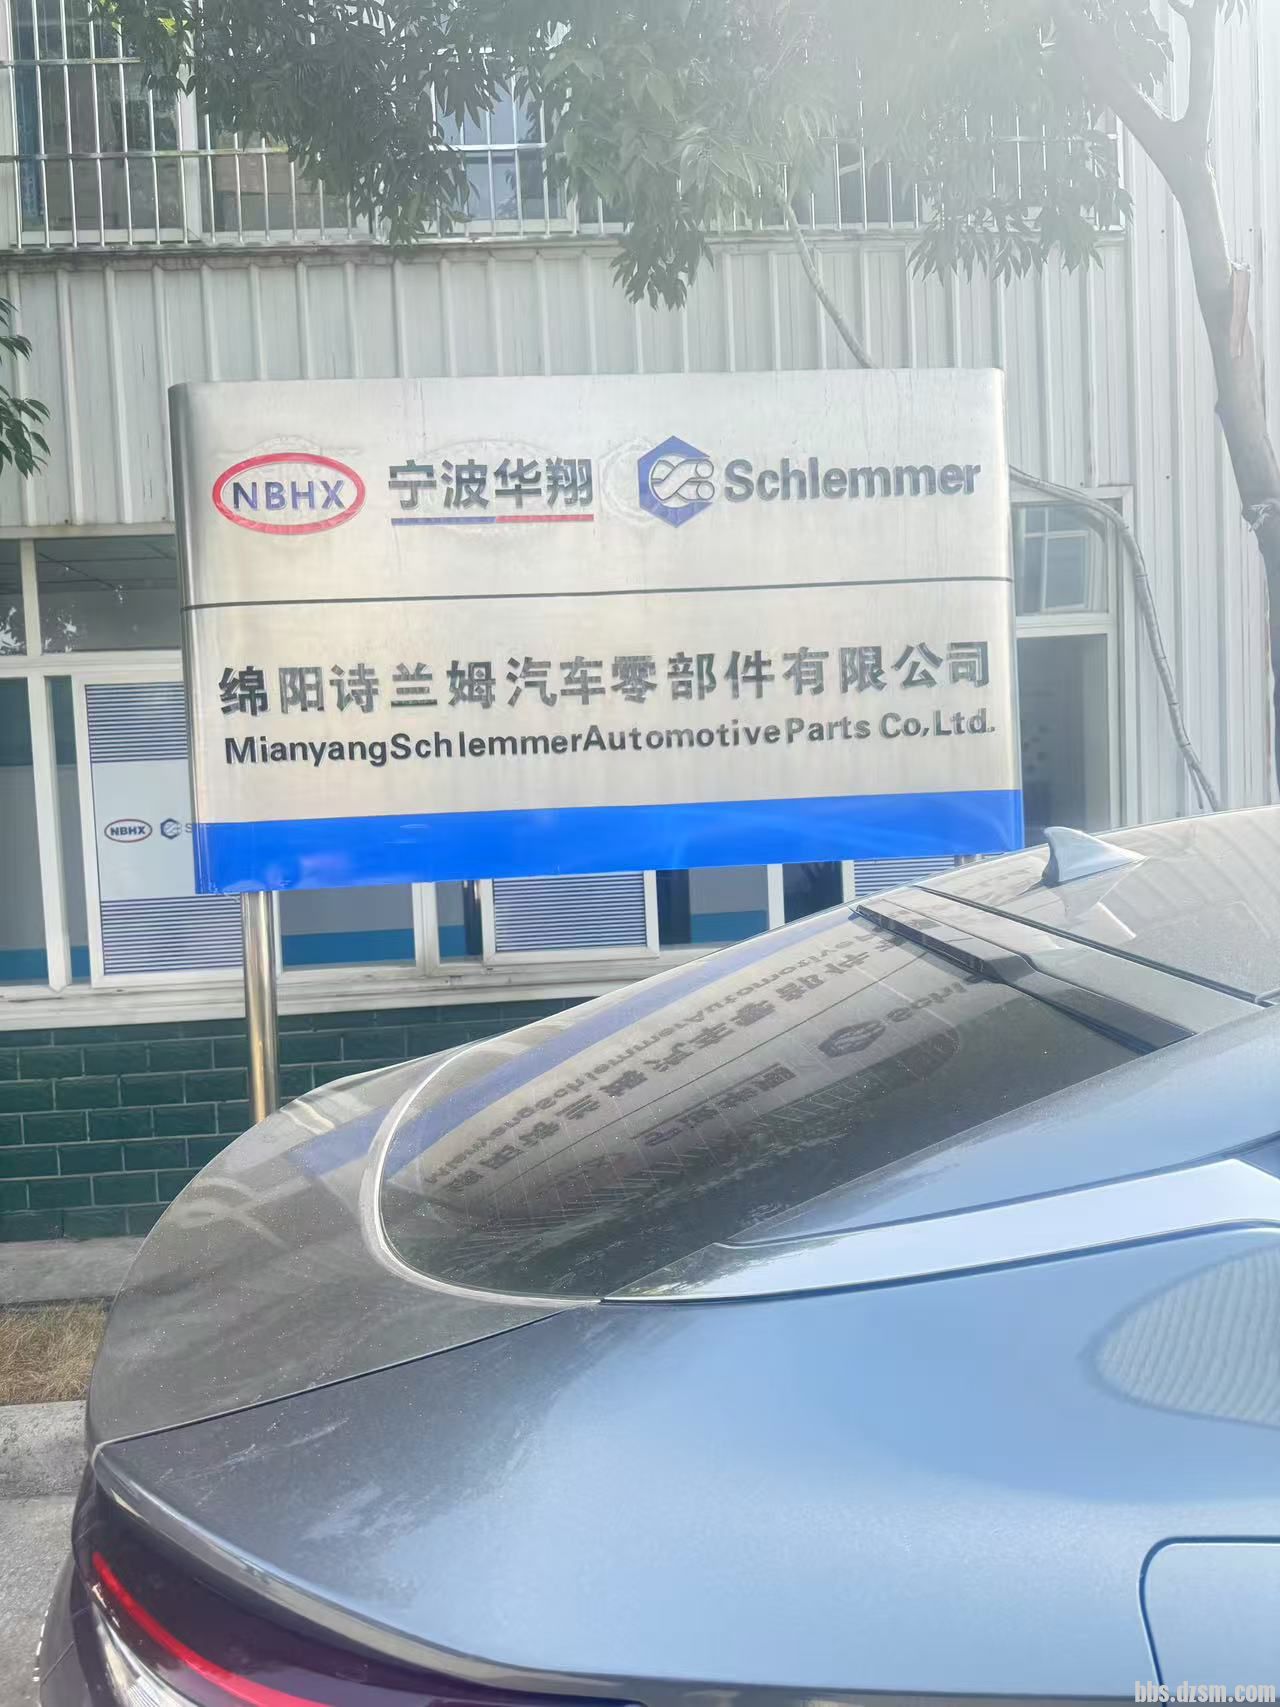 NBHX 宁波华翔 Schlemmer
绵阳诗兰姆汽车零部件有限公司
MianyangSchlemmerAutomotiveParts Co,Ltd.
NBHX S
bbs.dzsm.com